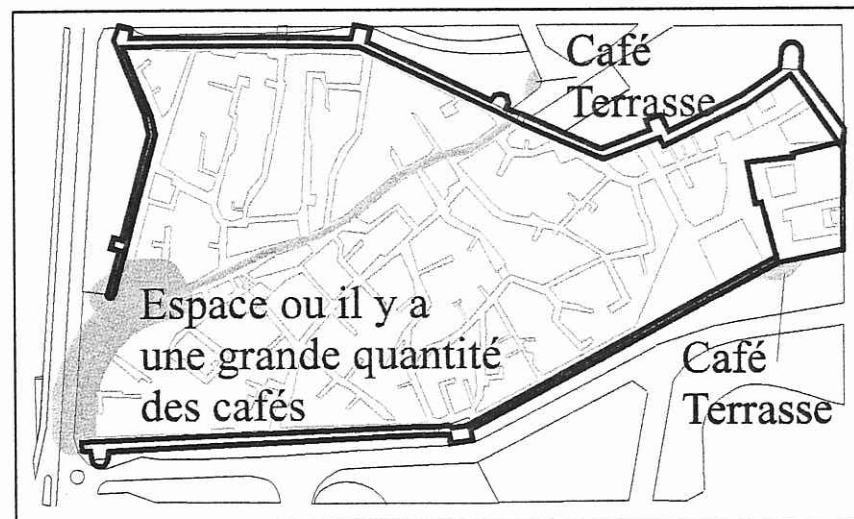 Café
Terrasse
Espace ou il y a
une grande quantité
des cafés
Café
Terrasse